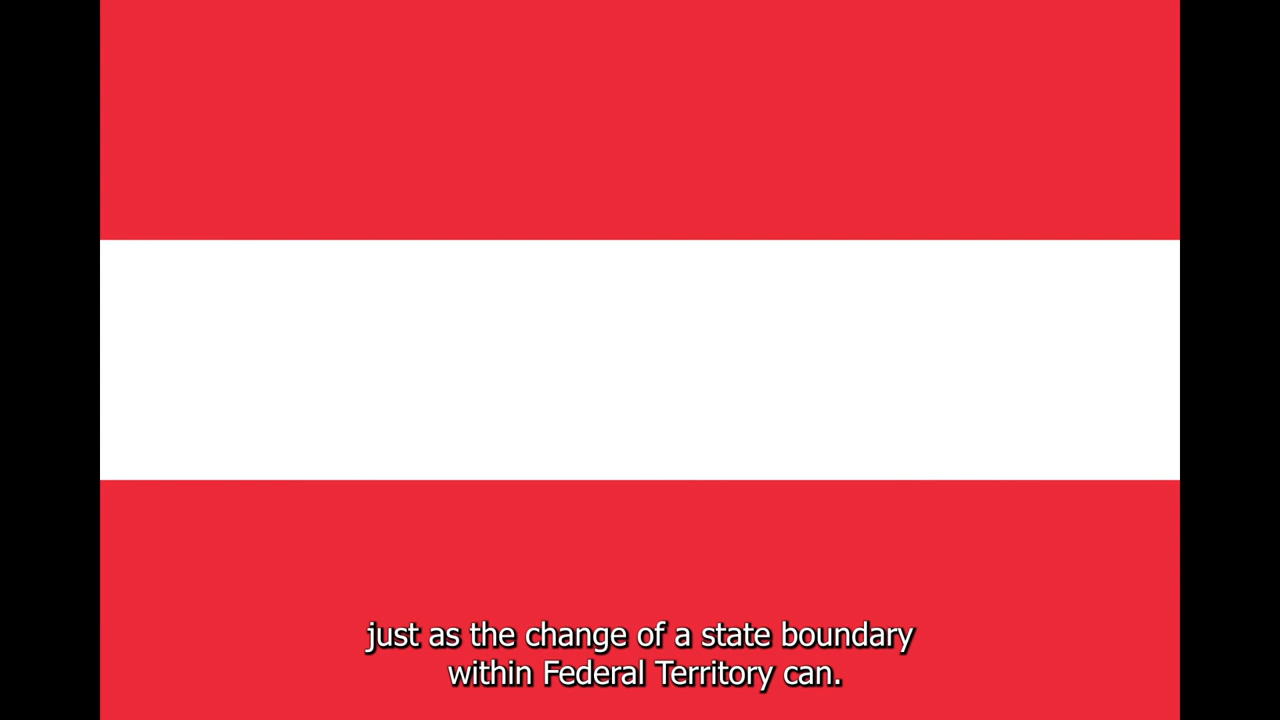 just as the change of a state boundary
within Federal Territory can.